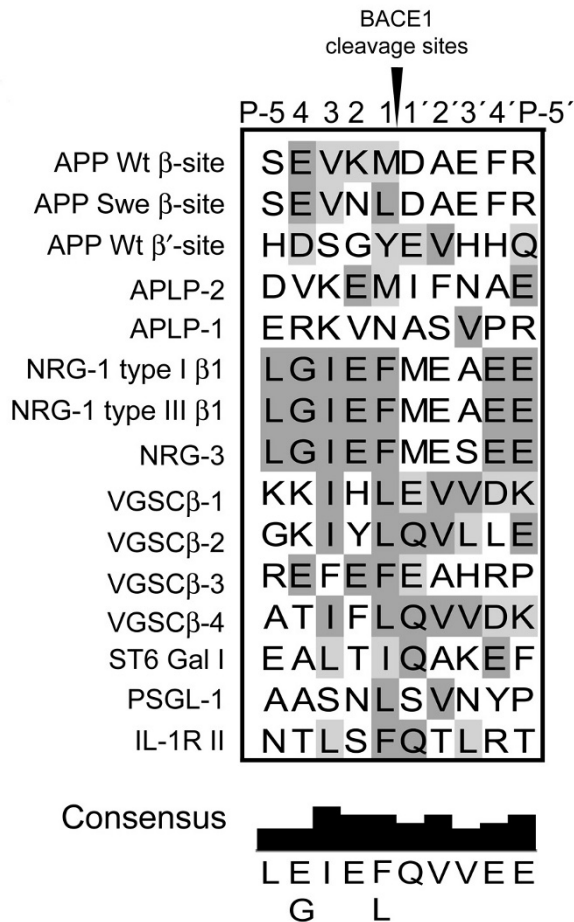 BACE1
cleavage sites
P-5 4 3 2 1 1´ 2´ 3´ 4´ P-5´
APP Wt β-site SEVKMDAEFR
APP Swe β-site SEVNLDAEFR
APP Wt β′-site HDSGYEVHHQ
APLP-2 DVKEMIFNAE
APLP-1 ERKVNASVPR
NRG-1 type I β1 LGIEFMEAEE
NRG-1 type III β1 LGIEFMEAEE
NRG-3 LGIEFMESEE
VGSCβ-1 KKIHLEVVDK
VGSCβ-2 GKIYLQVLLE
VGSCβ-3 REFEFEAHRP
VGSCβ-4 ATIFLQVVDK
ST6 Gal I EALTIQAKEF
PSGL-1 AASNLSVNYP
IL-1R II NTLSFQTLRT
Consensus
LEIEFQVVEE
G L